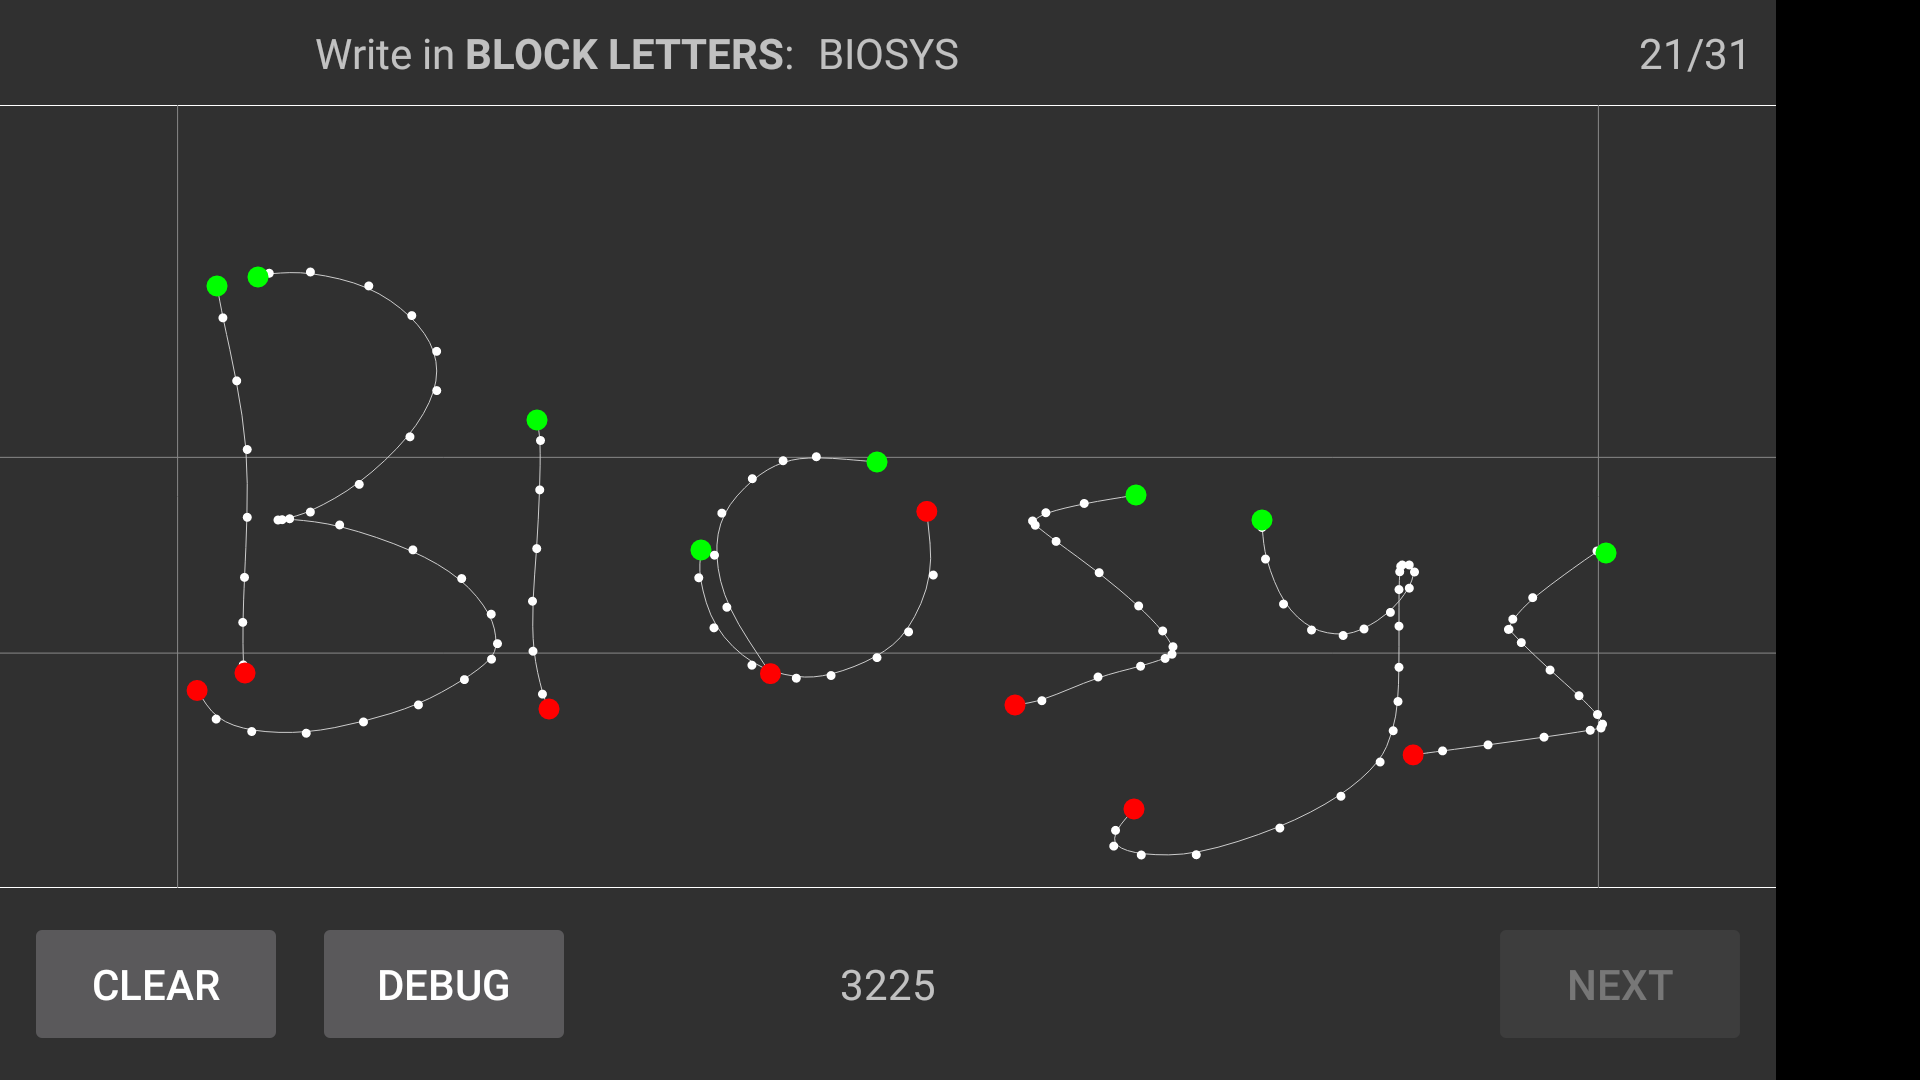 Write in BLOCK LETTERS: BIOSYS 21/31
BIOSyS
CLEAR DEBUG 3225 NEXT